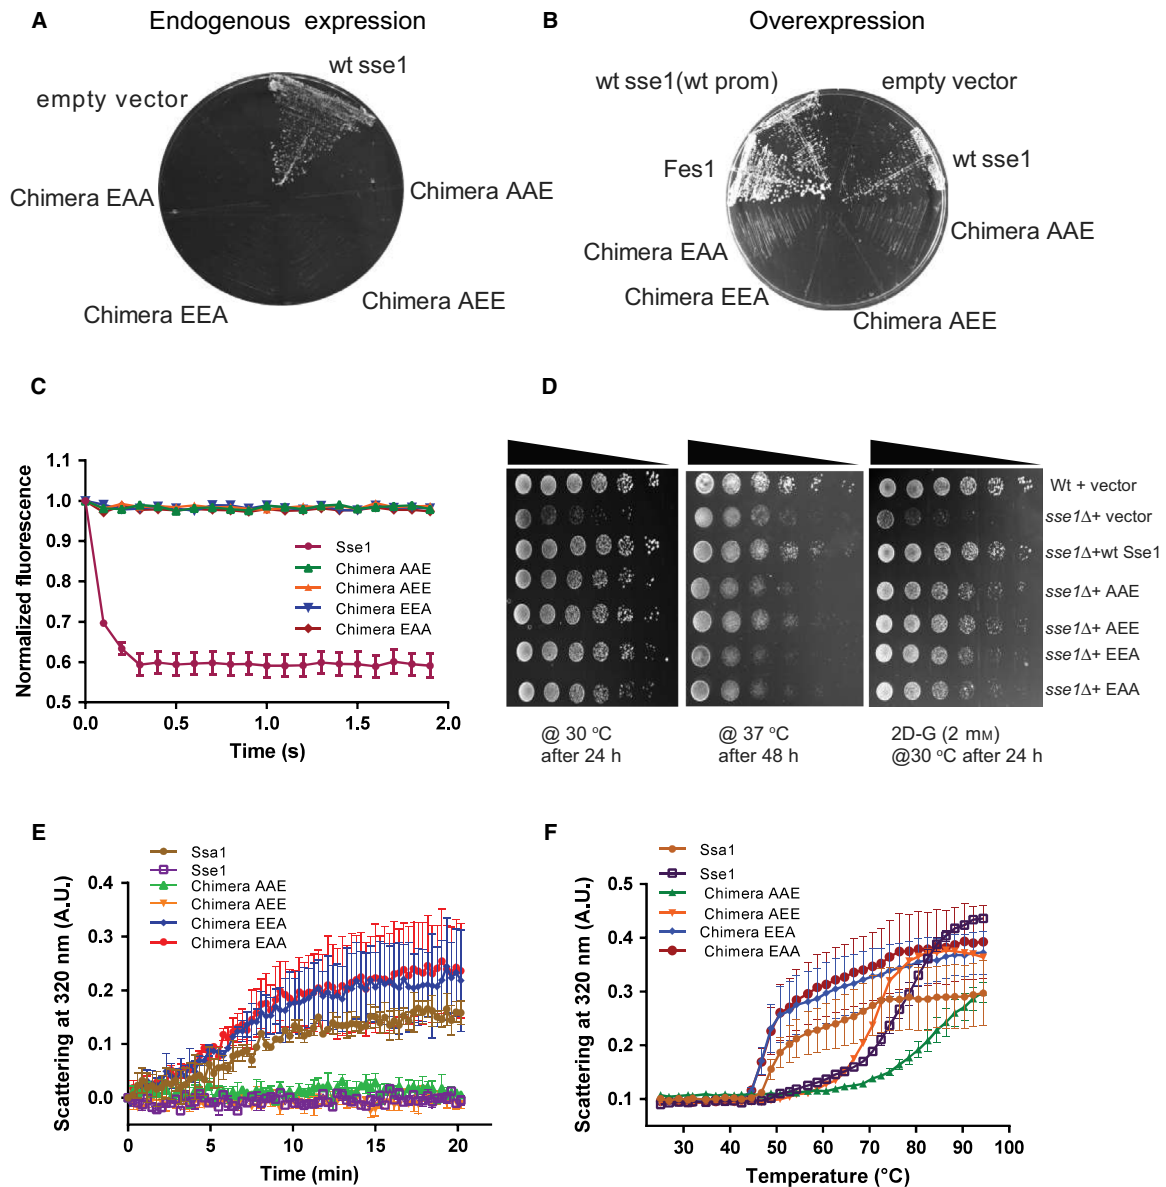 A
Endogenous expression
wt sse1
empty vector
Chimera EAA
Chimera AAE
Chimera EEA
Chimera AEE
B
Overexpression
wt sse1(wt prom)
empty vector
Fes1
wt sse1
Chimera EAA
Chimera AAE
Chimera EEA
Chimera AEE
C
Normalized fluorescence
1.1
1.0
0.9
0.8
0.7
0.6
0.5
0.0
0.5
1.0
1.5
2.0
Time (s)
Sse1
Chimera AAE
Chimera AEE
Chimera EEA
Chimera EAA
D
Wt + vector
sse1Δ+ vector
sse1Δ+wt Sse1
sse1Δ+ AAE
sse1Δ+ AEE
sse1Δ+ EEA
sse1Δ+ EAA
@ 30 °C
after 24 h
@ 37 °C
after 48 h
2D-G (2 mM)
@30 °C after 24 h
E
Ssa1
Sse1
Chimera AAE
Chimera AEE
Chimera EEA
Chimera EAA
Scattering at 320 nm (A.U.)
0.4
0.3
0.2
0.1
0.0
0
5
10
15
20
Time (min)
F
Ssa1
Sse1
Chimera AAE
Chimera AEE
Chimera EEA
Chimera EAA
Scattering at 320 nm (A.U.)
0.5
0.4
0.3
0.2
0.1
30
40
50
60
70
80
90
100
Temperature (°C)